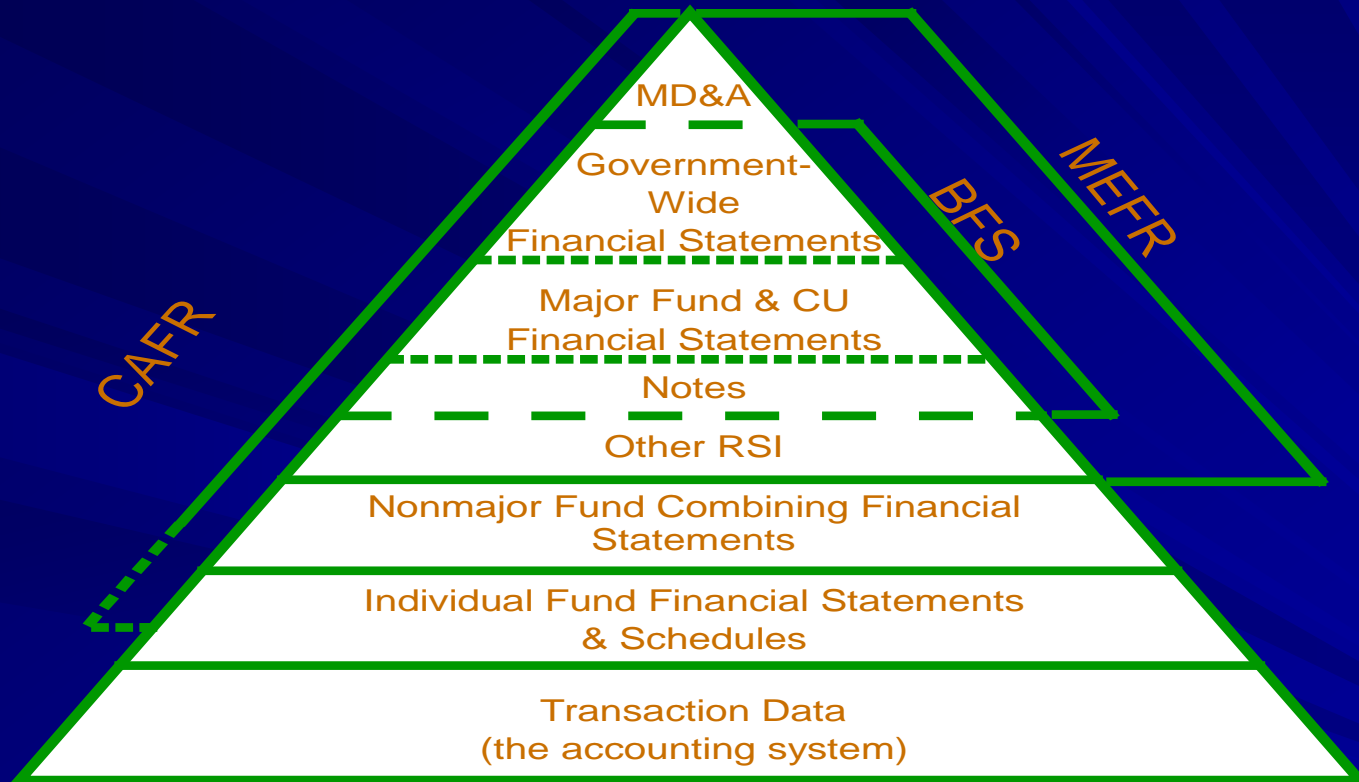 MD&A
Government-
Wide
Financial Statements
Major Fund & CU
Financial Statements
Notes
Other RSI
Nonmajor Fund Combining Financial
Statements
Individual Fund Financial Statements
& Schedules
Transaction Data
(the accounting system)
CAFR
BFS
MEFR